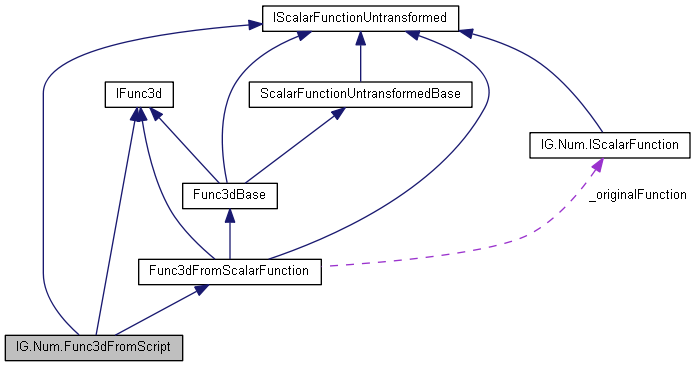 IScalarFunctionUntransformed
IFunc3d
ScalarFunctionUntransformedBase
IG.Num.IScalarFunction
Func3dBase
_originalFunction
Func3dFromScalarFunction
IG.Num.Func3dFromScript